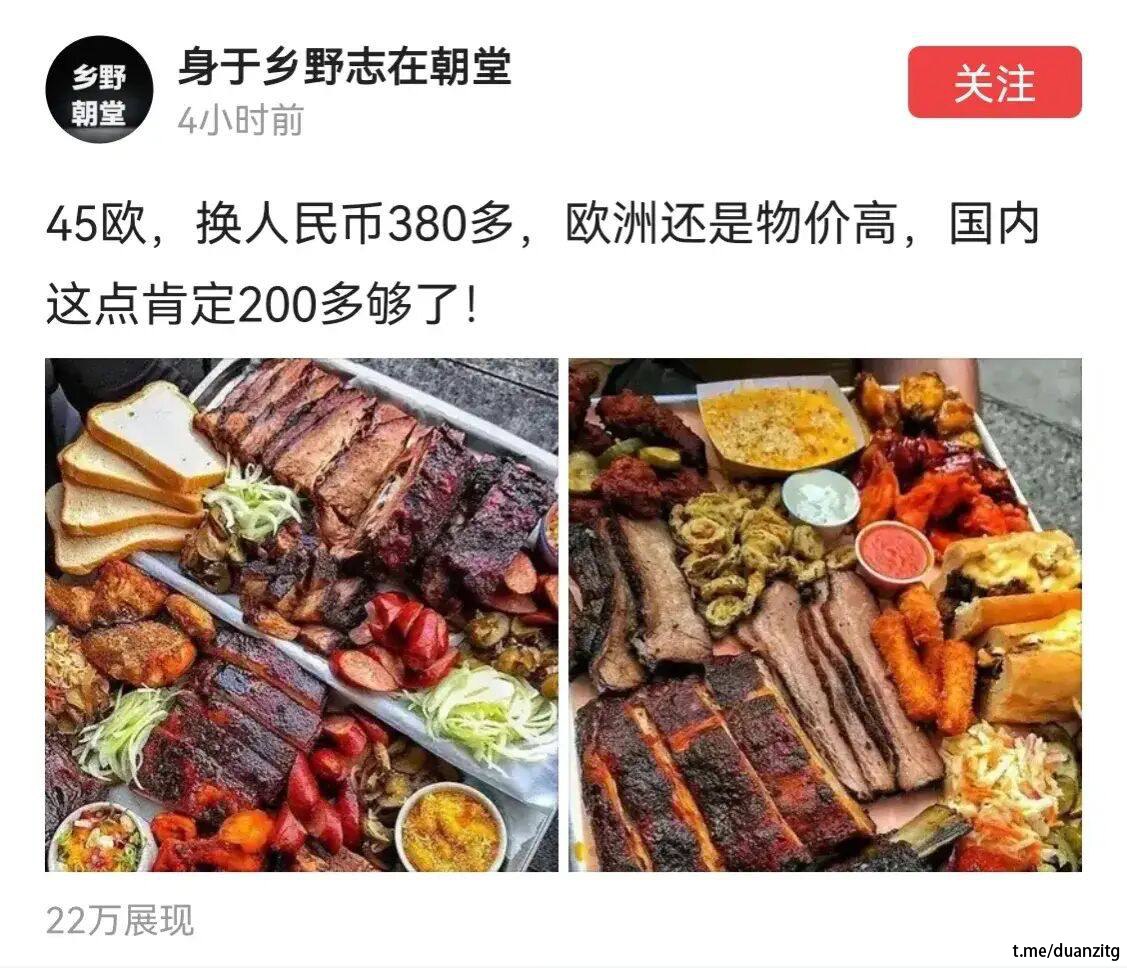 乡野
朝堂
身于乡野志在朝堂
4小时前
关注
45欧，换人民币380多，欧洲还是物价高，国内
这点肯定200多够了！
22万展现
t.me/duanzitg